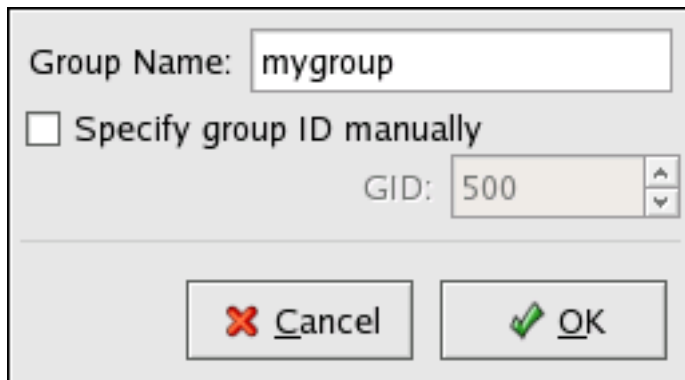 Group Name: mygroup
Specify group ID manually
GID: 500
Cancel OK